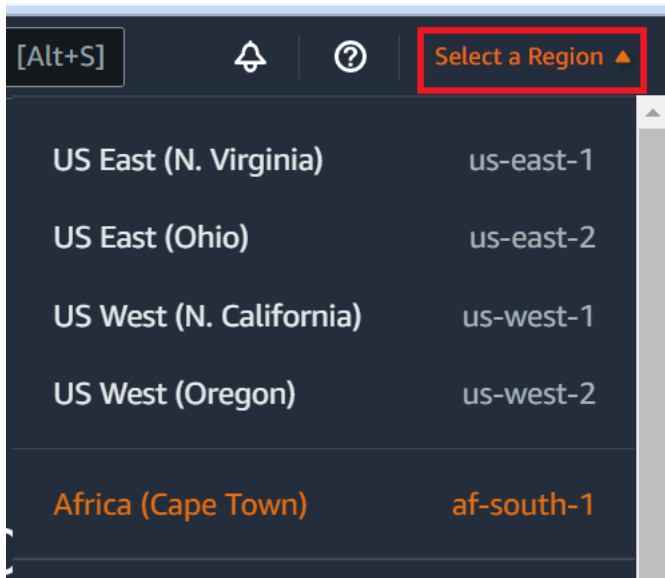 [Alt+S] Select a Region
US East (N. Virginia) us-east-1
US East (Ohio) us-east-2
US West (N. California) us-west-1
US West (Oregon) us-west-2
Africa (Cape Town) af-south-1